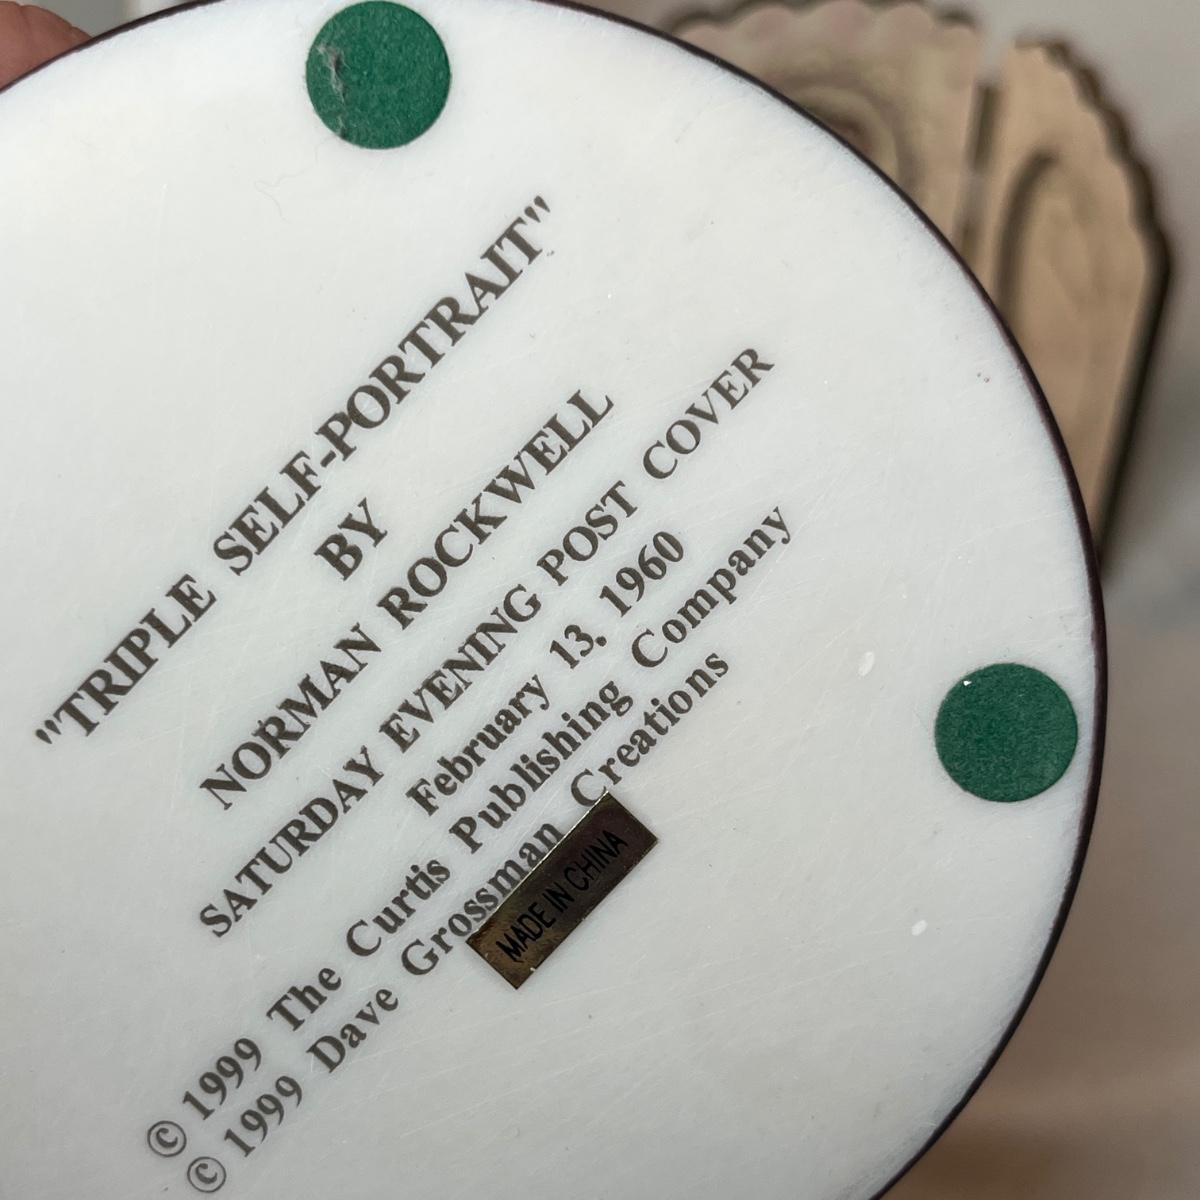 "TRIPLE SELF-PORTRAIT"
BY
NORMAN ROCKWELL
SATURDAY EVENING POST COVER
February 13, 1960
© 1999 The Curtis Publishing Company
© 1999 Dave Grossman Creations
MADE IN CHINA